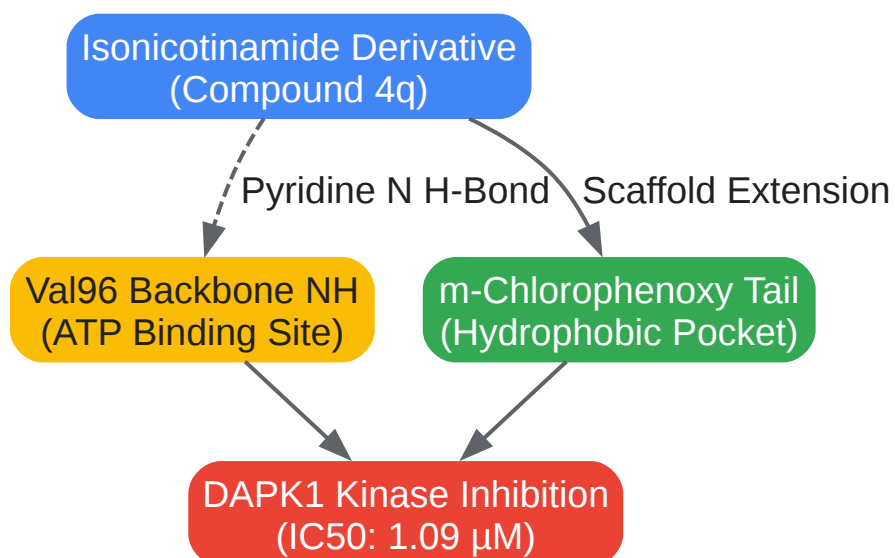 Isonicotinamide Derivative
(Compound 4q)
Pyridine N H-Bond
Scaffold Extension
Val96 Backbone NH
(ATP Binding Site)
m-Chlorophenoxy Tail
(Hydrophobic Pocket)
DAPK1 Kinase Inhibition
(IC50: 1.09 µM)